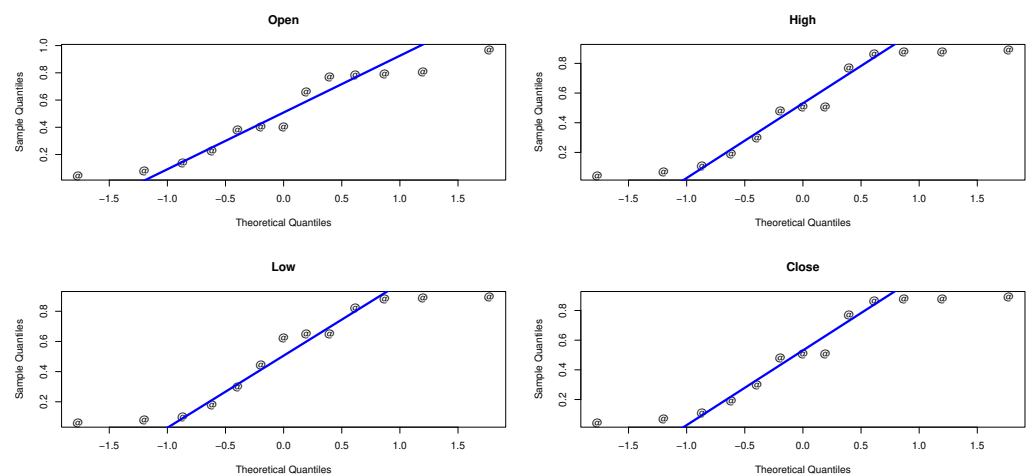 Open
Sample Quantiles
0.2 0.4 0.6 0.8 1.0
@ @ @ @ @ @ @ @ @ @ @ @ @
−1.5 −1.0 −0.5 0.0 0.5 1.0 1.5
Theoretical Quantiles
High
Sample Quantiles
0.2 0.4 0.6 0.8
@ @ @ @ @ @ @ @ @ @ @ @ @
−1.5 −1.0 −0.5 0.0 0.5 1.0 1.5
Theoretical Quantiles
Low
Sample Quantiles
0.2 0.4 0.6 0.8
@ @ @ @ @ @ @ @ @ @ @ @ @
−1.5 −1.0 −0.5 0.0 0.5 1.0 1.5
Theoretical Quantiles
Close
Sample Quantiles
0.2 0.4 0.6 0.8
@ @ @ @ @ @ @ @ @ @ @ @ @
−1.5 −1.0 −0.5 0.0 0.5 1.0 1.5
Theoretical Quantiles